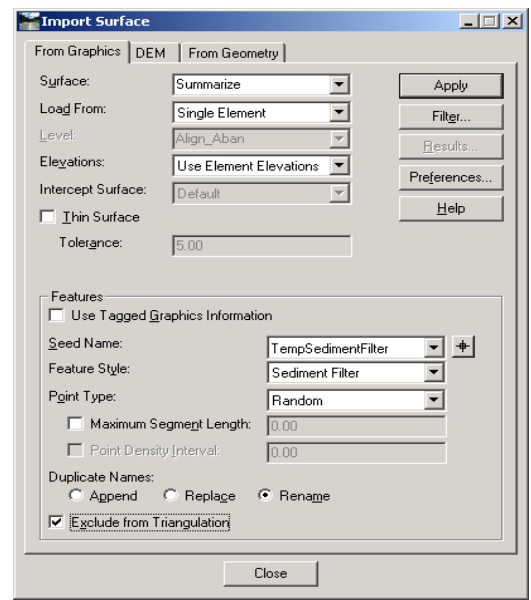 Import Surface
From Graphics DEM From Geometry
Surface: Summarize Apply
Load From: Single Element Filter...
Level: Align_Aban Results...
Elevations: Use Element Elevations Preferences...
Intercept Surface: Default Help
Thin Surface
Tolerance: 5.00
Features
Use Tagged Graphics Information
Seed Name: TempSedimentFilter
Feature Style: Sediment Filter
Point Type: Random
Maximum Segment Length: 0.00
Point Density Interval: 0.00
Duplicate Names:
Append Replace Rename
Exclude from Triangulation
Close